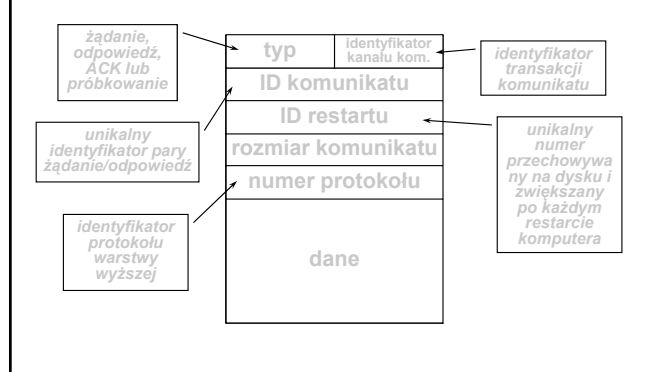 żądanie,
odpowiedź,
ACK lub
próbkowanie
typ
identyfikator
kanału kom.
identyfikator
transakcji
komunikatu
ID komunikatu
ID restartu
unikalny
identyfikator pary
żądanie/odpowiedź
unikalny
numer
przechowywa
ny na dysku i
zwiększany
po każdym
restarcie
komputera
rozmiar komunikatu
numer protokołu
identyfikator
protokołu
warstwy
wyższej
dane